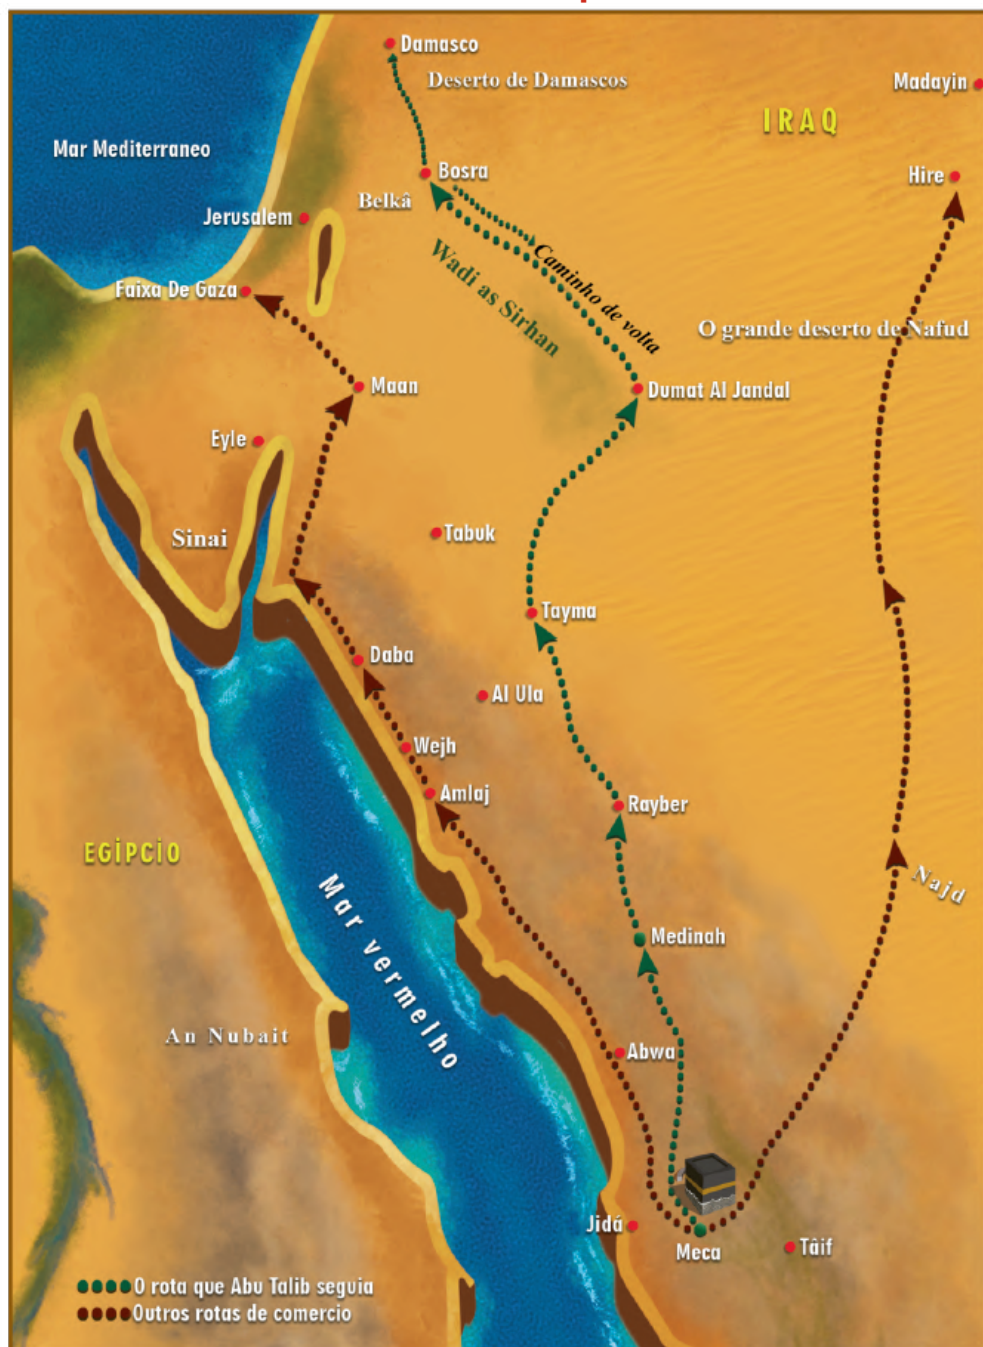 Damasco
Deserto de Damascos
Madayin
IRAQ
Mar Mediterraneo
Bosra
Hire
Belkâ
Jerusalem
Caminho de volta
Wadi as Sirhan
Faixa De Gaza
O grande deserto de Nafud
Maan
Dumat Al Jandal
Eyle
Sinai
Tabuk
Tayma
Daba
Al Ula
Wejh
Amlaj
Rayber
EGİPCİO
Najd
Mar vermelho
Medinah
An Nubait
Abwa
Jidá
Meca
Tâif
O rota que Abu Talib seguia
Outros rotas de comercio